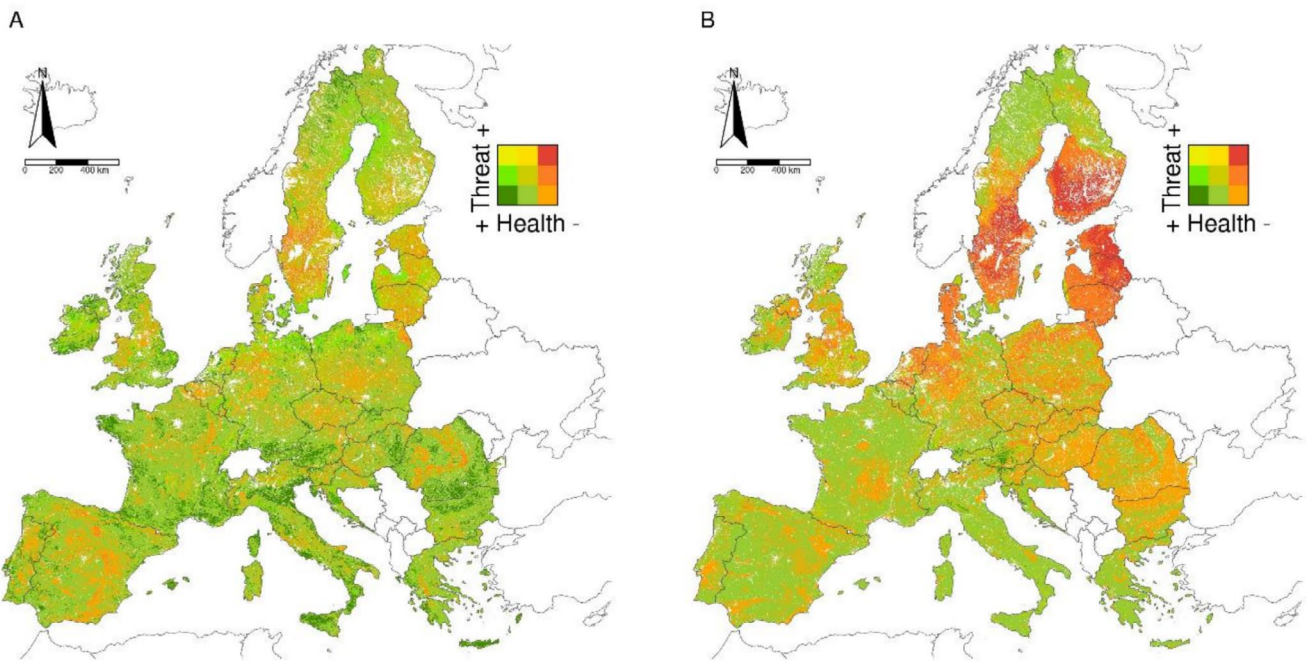 A
B
N
0 200 400 km
+ Threat +
+ Health -
N
0 200 400 km
+ Threat +
+ Health -